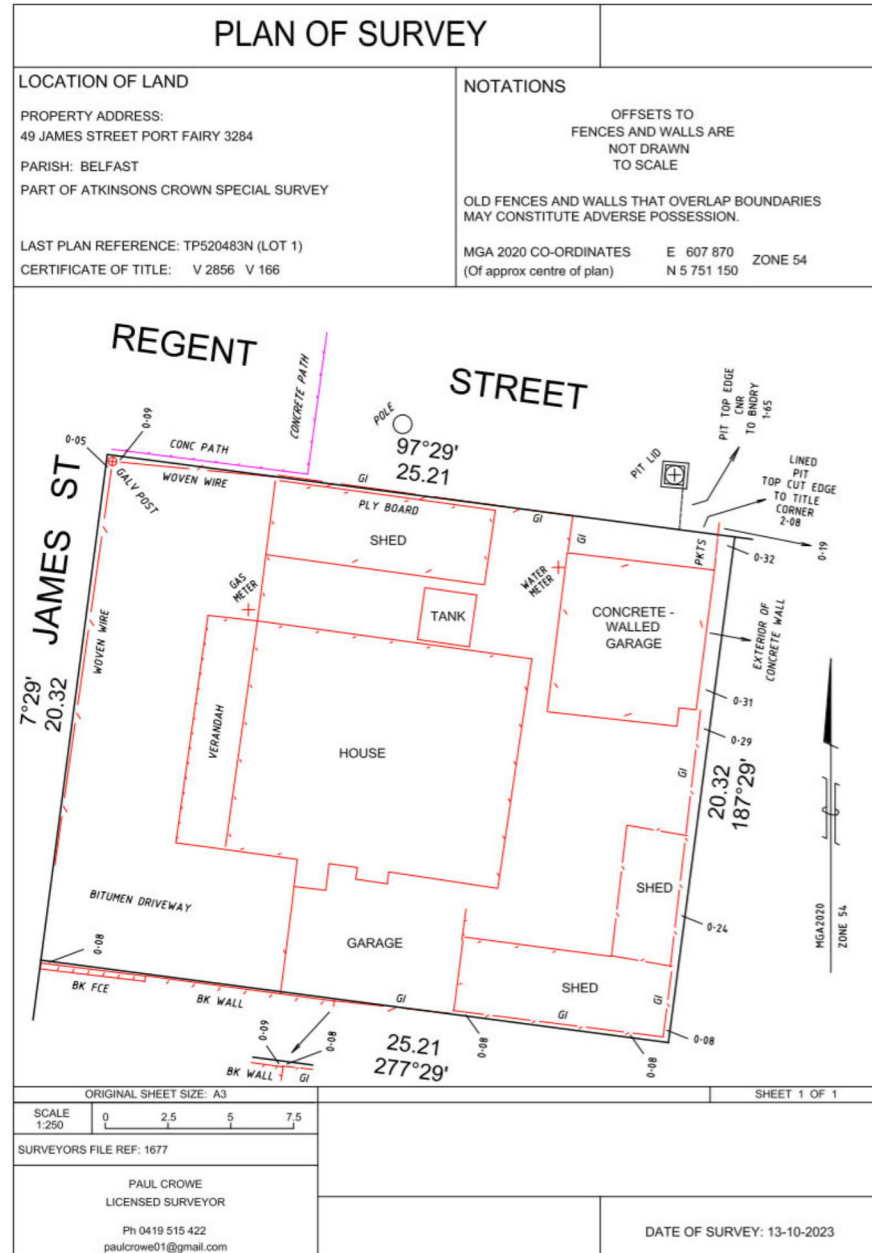 PLAN OF SURVEY
LOCATION OF LAND
PROPERTY ADDRESS:
49 JAMES STREET PORT FAIRY 3284
PARISH: BELFAST
PART OF ATKINSONS CROWN SPECIAL SURVEY
LAST PLAN REFERENCE: TP520483N (LOT 1)
CERTIFICATE OF TITLE: V 2856 V 166
NOTATIONS
OFFSETS TO
FENCES AND WALLS ARE
NOT DRAWN
TO SCALE
OLD FENCES AND WALLS THAT OVERLAP BOUNDARIES
MAY CONSTITUTE ADVERSE POSSESSION.
MGA 2020 CO-ORDINATES E 607 870 ZONE 54
(Of approx centre of plan) N 5 751 150
REGENT STREET
CONCRETE PATH
POLE
97°29'
25.21
PIT LID
PIT TOP EDGE
CNR
TO BNDRY
1-65
LINED
PIT
TOP CUT EDGE
TO TITLE
CORNER
2-08
0-05
0-09
CONC PATH
WOVEN WIRE
GI
GALV POST
PLY BOARD
GI
GI
PKTS
0-32
0-19
SHED
JAMES ST
GAS
METER
WATER
METER
TANK
CONCRETE -
WALLED
GARAGE
EXTERIOR OF
CONCRETE WALL
WOVEN WIRE
7°29'
20.32
VERANDAH
HOUSE
0-31
0-29
GI
20.32
187°29'
MGA2020
ZONE 54
BITUMEN DRIVEWAY
GARAGE
SHED
0-24
SHED
GI
GI
0-08
BK FCE
BK WALL
GI
0-08
0-08
0-08
0-09
0-08
BK WALL
GI
25.21
277°29'
ORIGINAL SHEET SIZE: A3
SHEET 1 OF 1
SCALE
1:250
0 2.5 5 7.5
SURVEYORS FILE REF: 1677
PAUL CROWE
LICENSED SURVEYOR
Ph 0419 515 422
paulcrowe01@gmail.com
DATE OF SURVEY: 13-10-2023